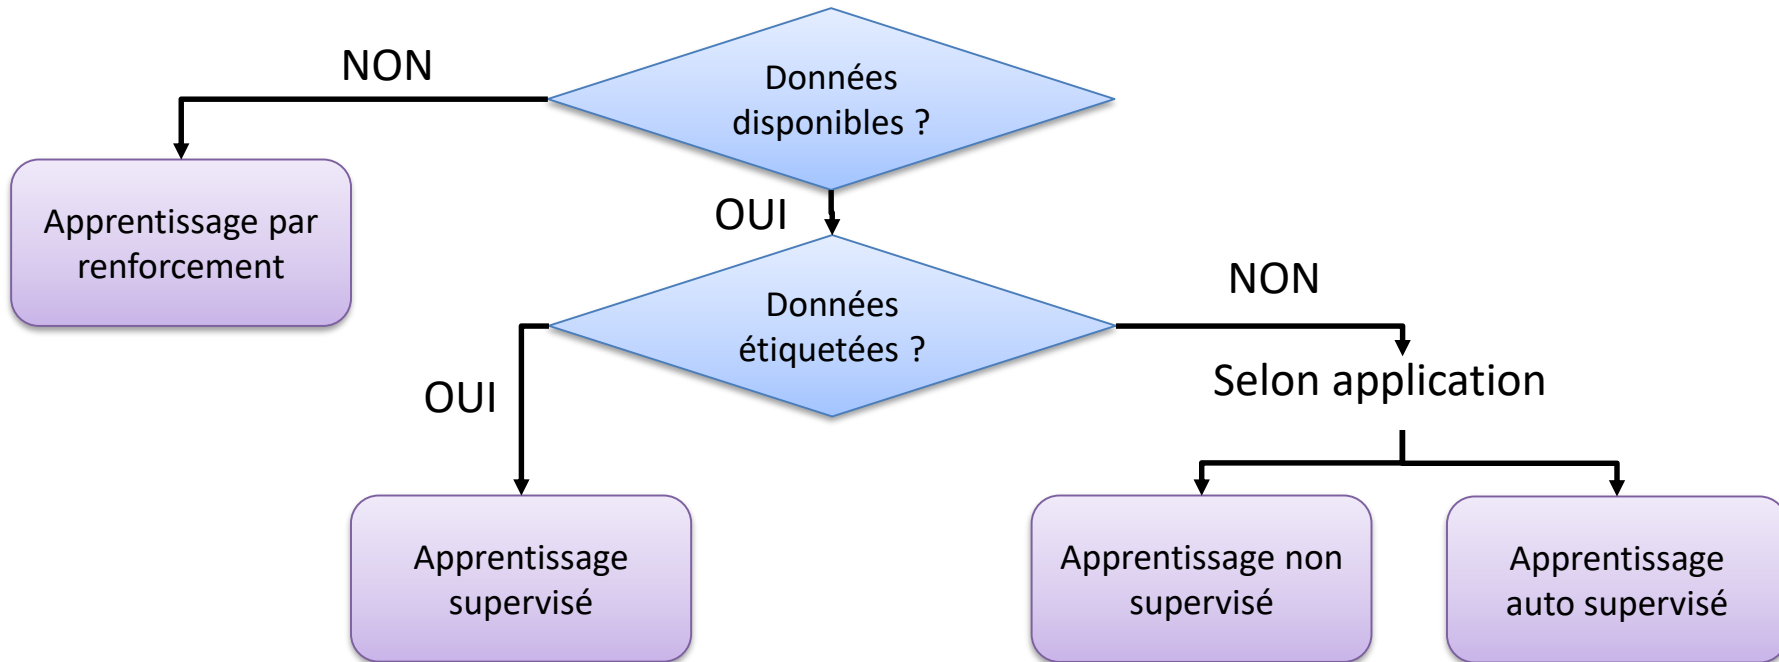 Données
disponibles ?
NON
Apprentissage par
renforcement
OUI
Données
étiquetées ?
NON
OUI
Selon application
Apprentissage
supervisé
Apprentissage non
supervisé
Apprentissage
auto supervisé